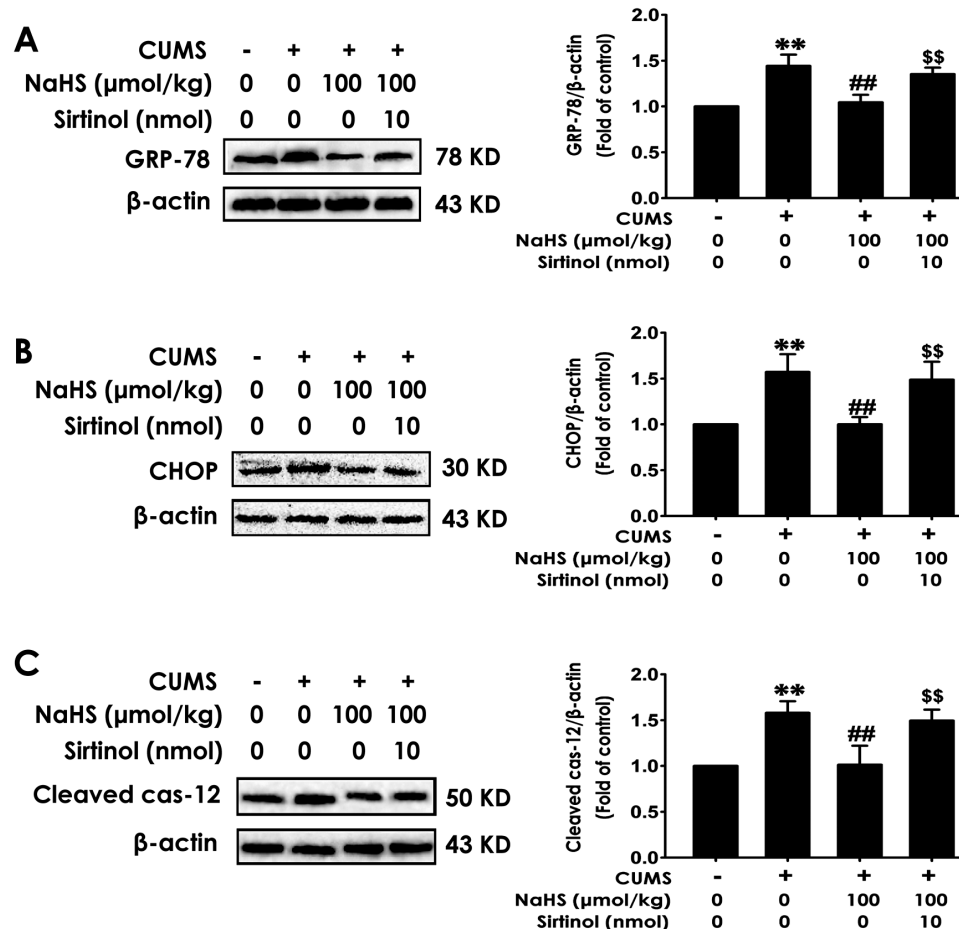 A
CUMS - + + +
NaHS (µmol/kg) 0 0 100 100
Sirtinol (nmol) 0 0 0 10
GRP-78 78 KD
β-actin 43 KD
GRP-78/β-actin
(Fold of control)
2.0
1.5
1.0
0.5
0.0
** ## $$
CUMS - + + +
NaHS (µmol/kg) 0 0 100 100
Sirtinol (nmol) 0 0 0 10
B
CUMS - + + +
NaHS (µmol/kg) 0 0 100 100
Sirtinol (nmol) 0 0 0 10
CHOP 30 KD
β-actin 43 KD
CHOP/β-actin
(Fold of control)
2.0
1.5
1.0
0.5
0.0
** ## $$
CUMS - + + +
NaHS (µmol/kg) 0 0 100 100
Sirtinol (nmol) 0 0 0 10
C
CUMS - + + +
NaHS (µmol/kg) 0 0 100 100
Sirtinol (nmol) 0 0 0 10
Cleaved cas-12 50 KD
β-actin 43 KD
Cleaved cas-12/β-actin
(Fold of control)
2.0
1.5
1.0
0.5
0.0
** ## $$
CUMS - + + +
NaHS (µmol/kg) 0 0 100 100
Sirtinol (nmol) 0 0 0 10